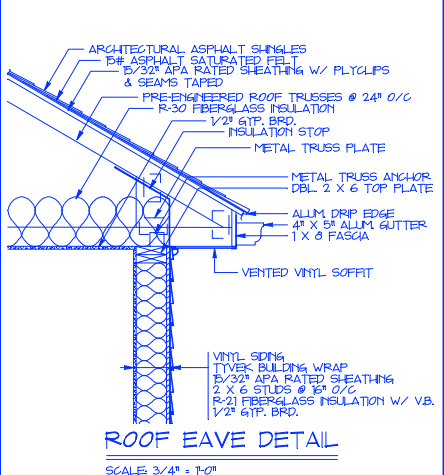 ARCHITECTURAL ASPHALT SHINGLES
15# ASPHALT SATURATED FELT
15/32" APA RATED SHEATHING W/ PLYCLIPS
& SEAMS TAPED
PRE-ENGINEERED ROOF TRUSSES @ 24" O/C
R-30 FIBERGLASS INSULATION
1/2" GYP. BRD.
INSULATION STOP
METAL TRUSS PLATE
METAL TRUSS ANCHOR
DBL. 2 X 6 TOP PLATE
ALUM. DRIP EDGE
4" X 5" ALUM. GUTTER
1 X 8 FASCIA
VENTED VINYL SOFFIT
VINYL SIDING
TYVEK BUILDING WRAP
15/32" APA RATED SHEATHING
2 X 6 STUDS @ 16" O/C
R-21 FIBERGLASS INSULATION W/ V.B.
1/2" GYP. BRD.
ROOF EAVE DETAIL
SCALE: 3/4" = 1'-0"